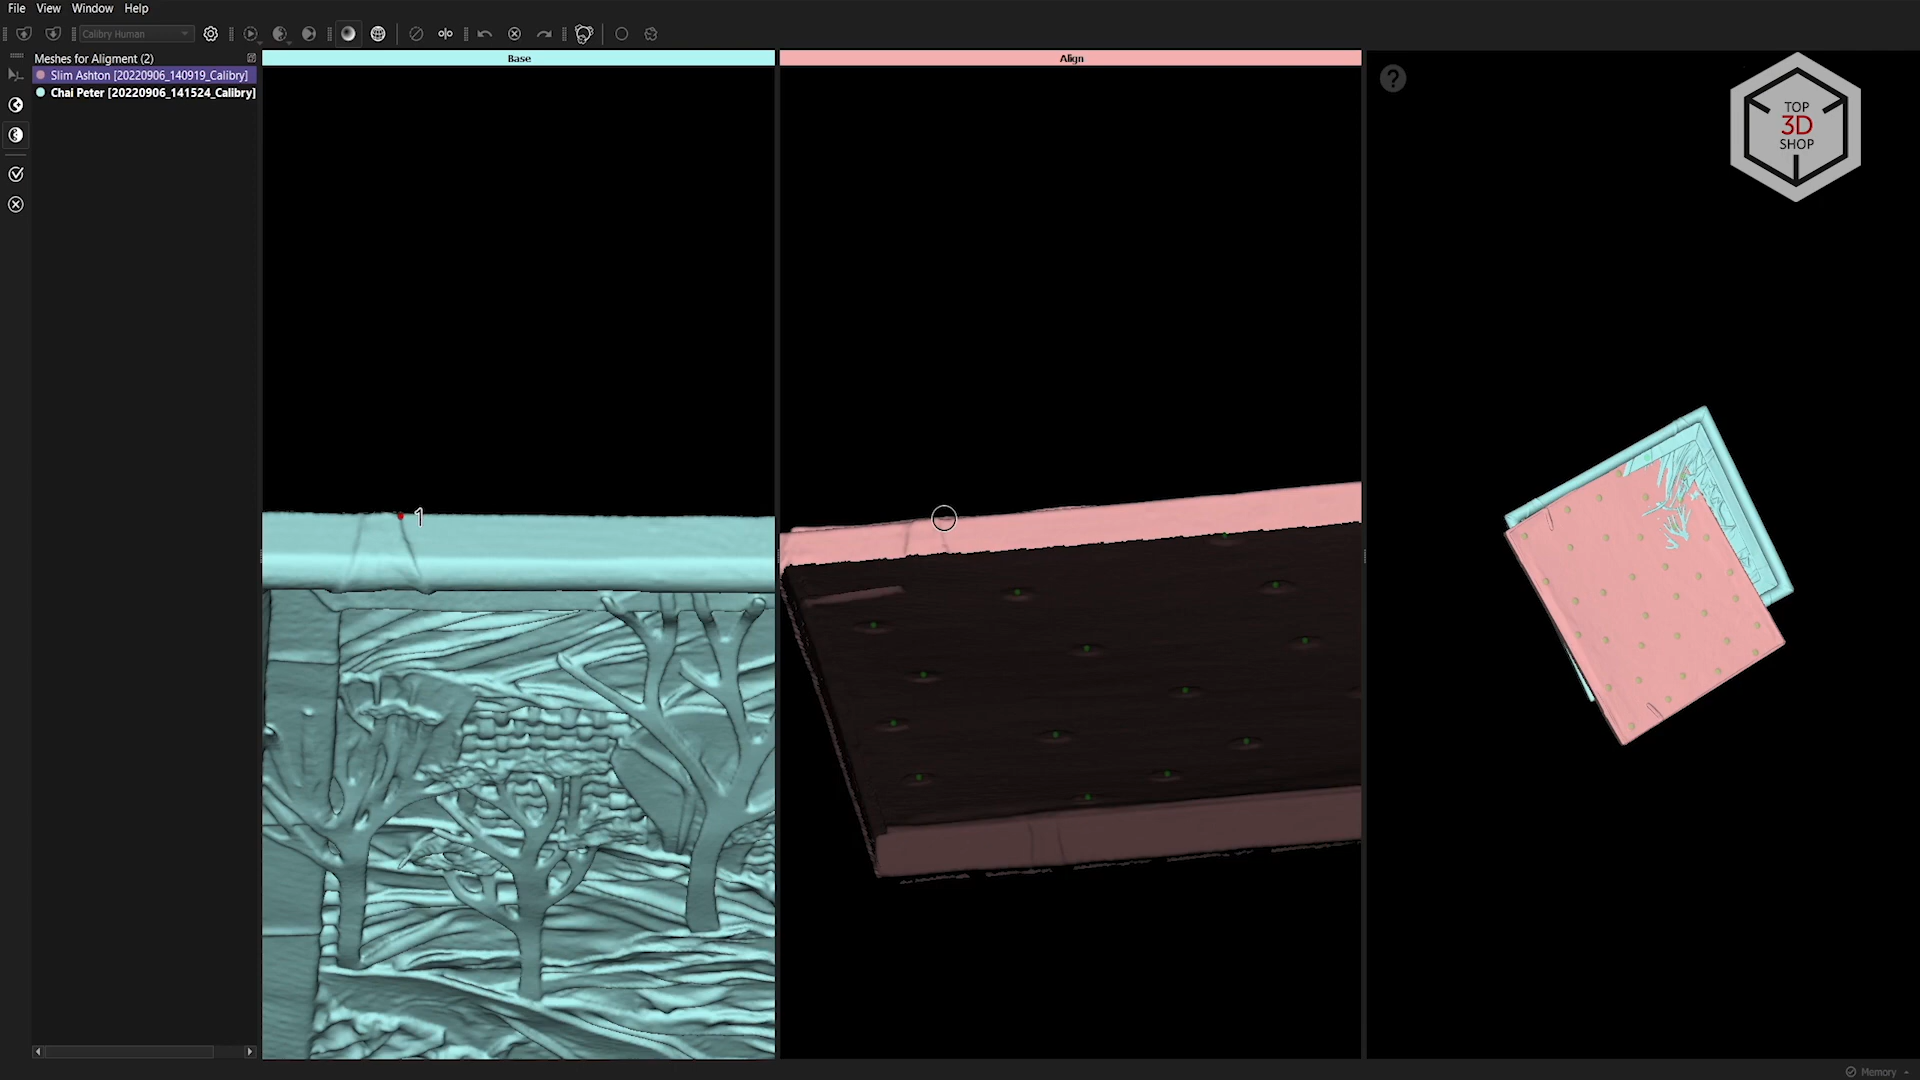 File View Window Help
Calibry Human
Meshes for Aligment (2)
Slim Ashton [20220906_140919_Calibry]
Chai Peter [20220906_141524_Calibry]
Base
Align
1
?
TOP
3D
SHOP
Memory